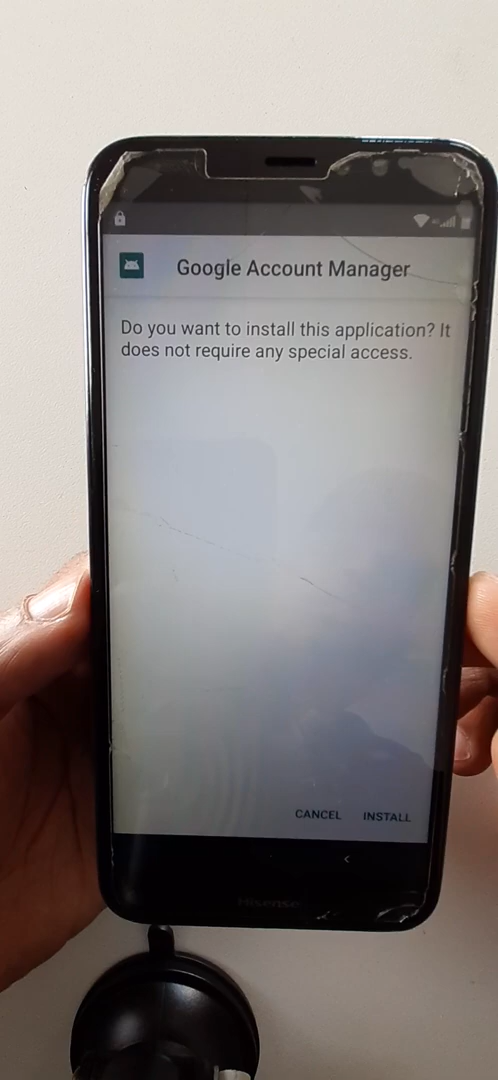 Google Account Manager
Do you want to install this application? It
does not require any special access.
CANCEL INSTALL
Hisense